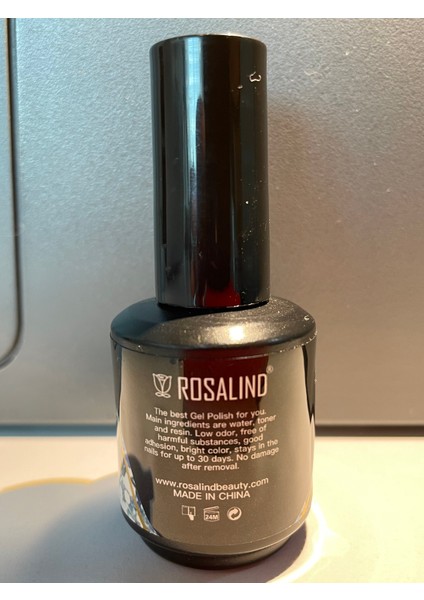 ROSALIND®
The best Gel Polish for you.
Main ingredients are water, toner
and resin. Low odor, free of
harmful substances, good
adhesion, bright color, stays in the
nails for up to 30 days. No damage
after removal.
www.rosalindbeauty.com
MADE IN CHINA
24M